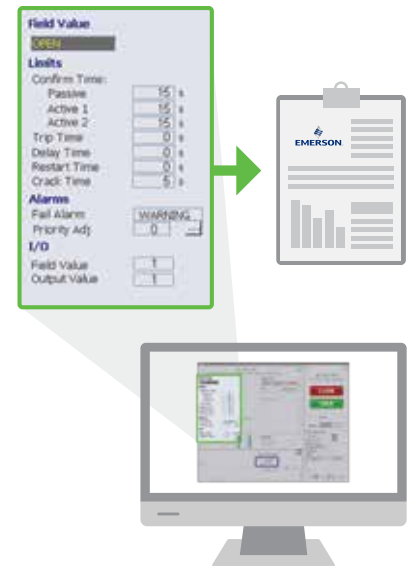 Field Value
OPEN
Limits
Confirm Time:
Passive 15 s
Active 1 15 s
Active 2 15 s
Trip Time 0 s
Delay Time 0 s
Restart Time 0 s
Crack Time 5 s
Alarms
Fail Alarm WARNING
Priority Adj 0 ...
I/O
Field Value 1
Output Value 1
EMERSON